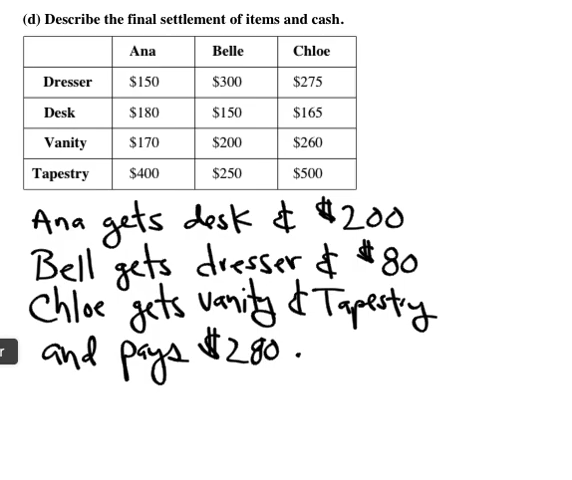 (d) Describe the final settlement of items and cash.
Ana Belle Chloe
Dresser $150 $300 $275
Desk $180 $150 $165
Vanity $170 $200 $260
Tapestry $400 $250 $500
Ana gets desk & $200
Bell gets dresser & $80
Chloe gets vanity & Tapestry
r and pays $280.